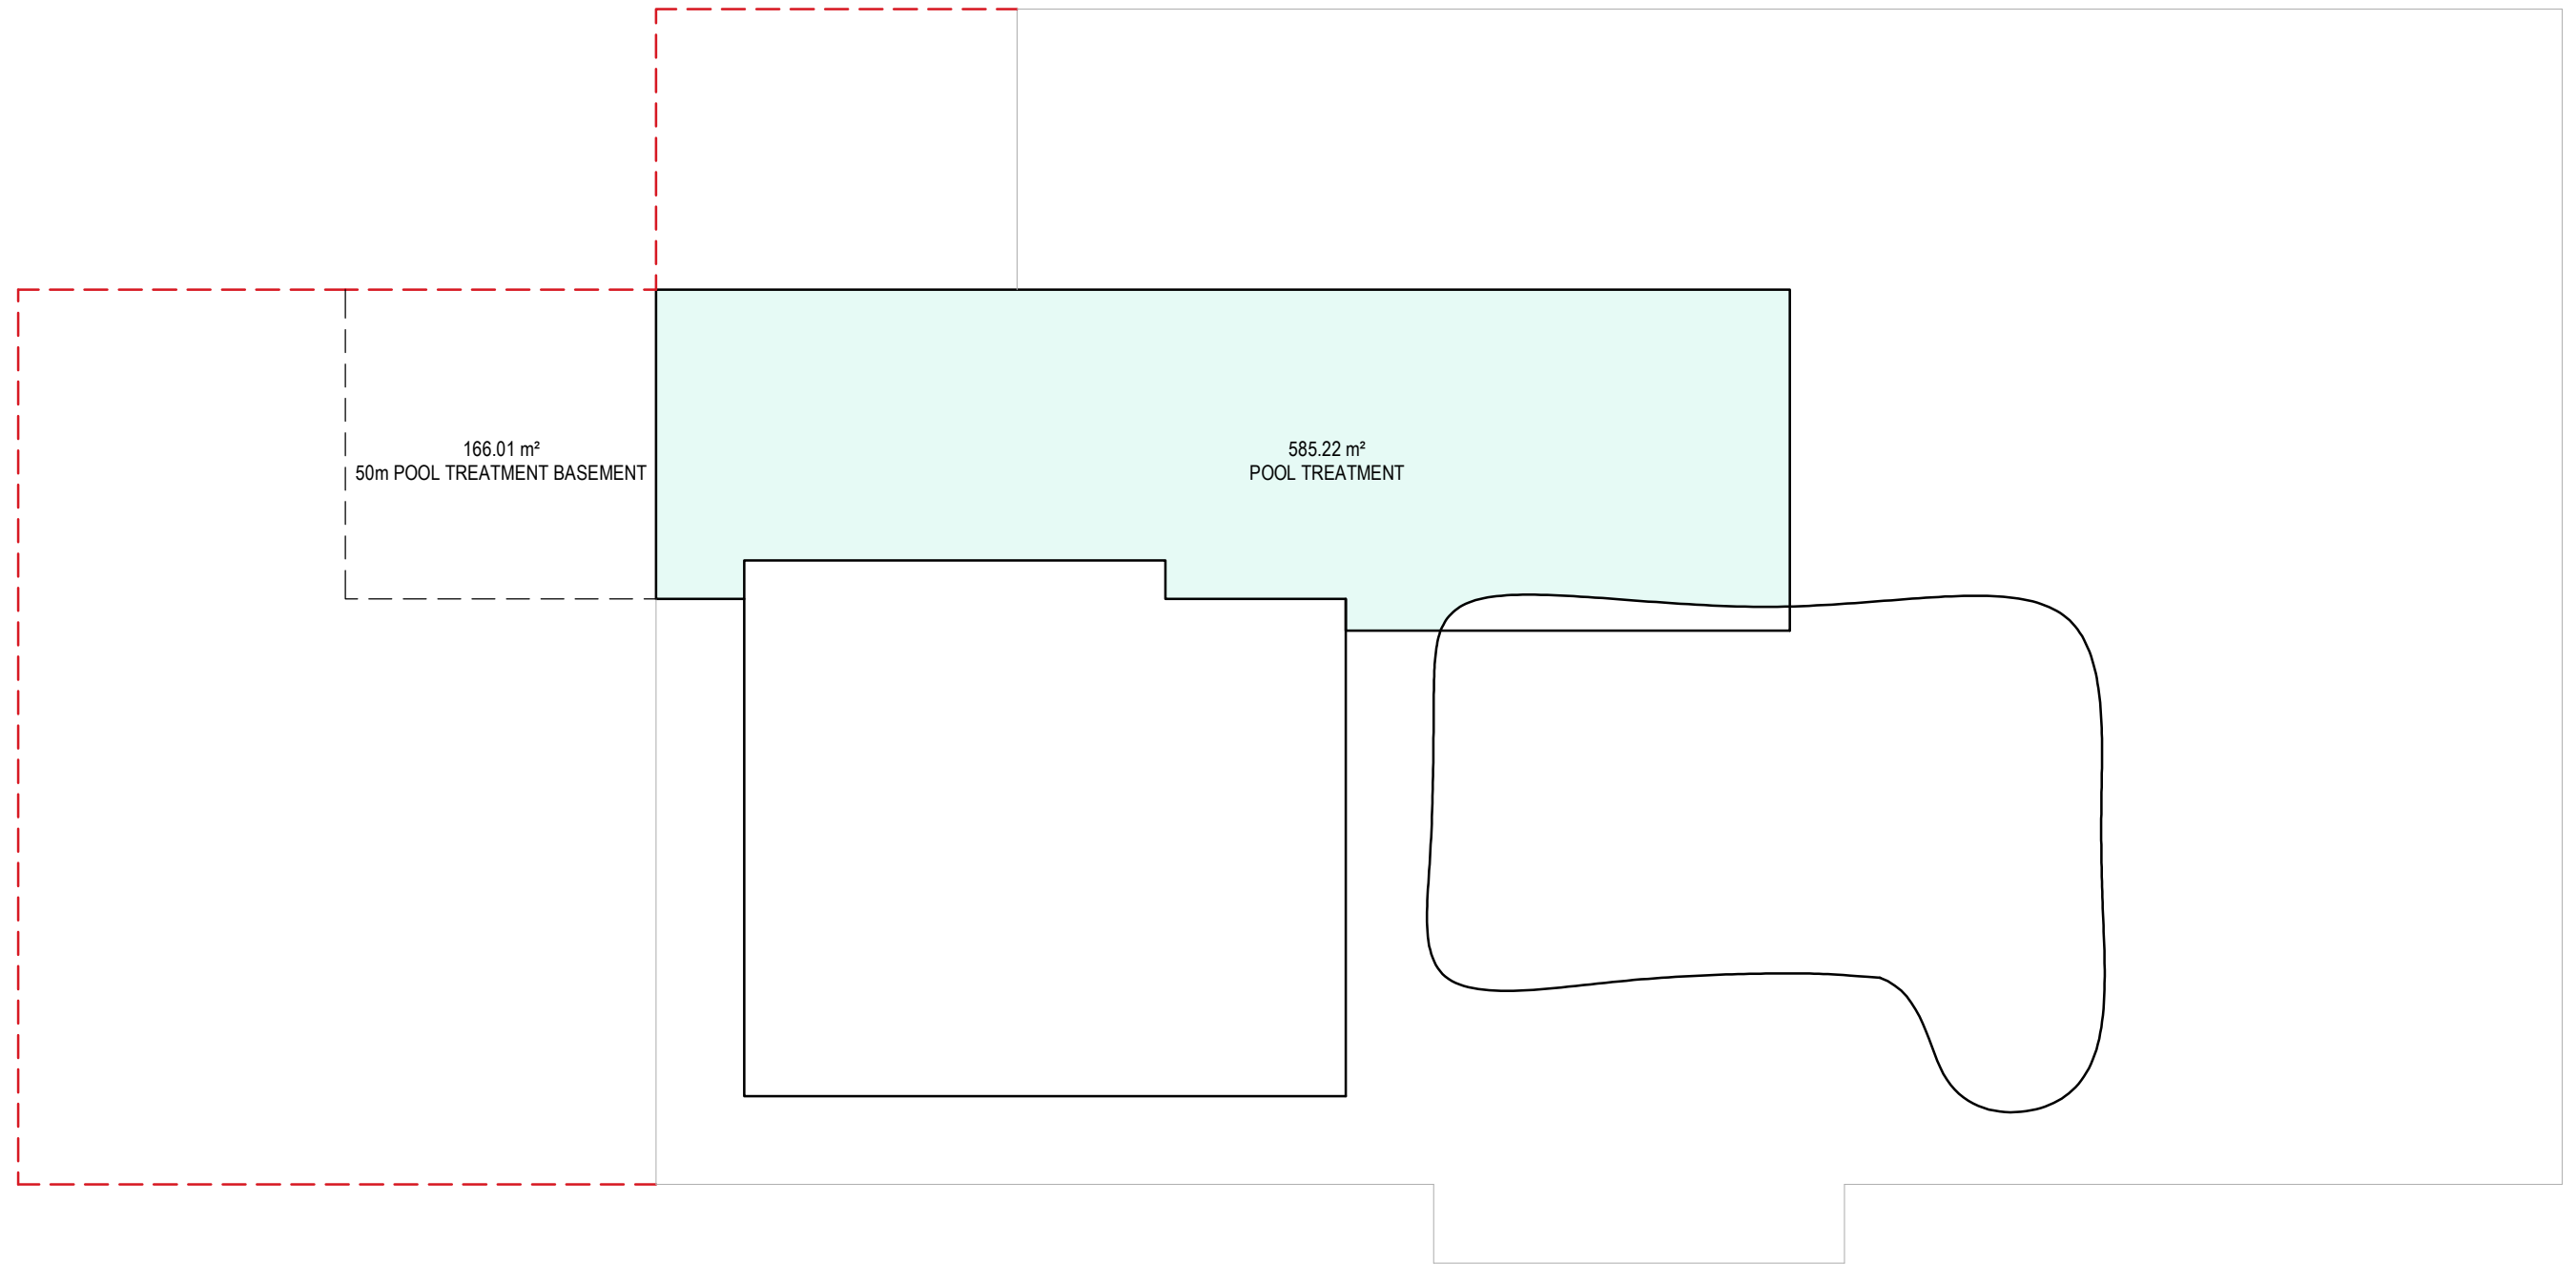 166.01 m²
50m POOL TREATMENT BASEMENT
585.22 m²
POOL TREATMENT